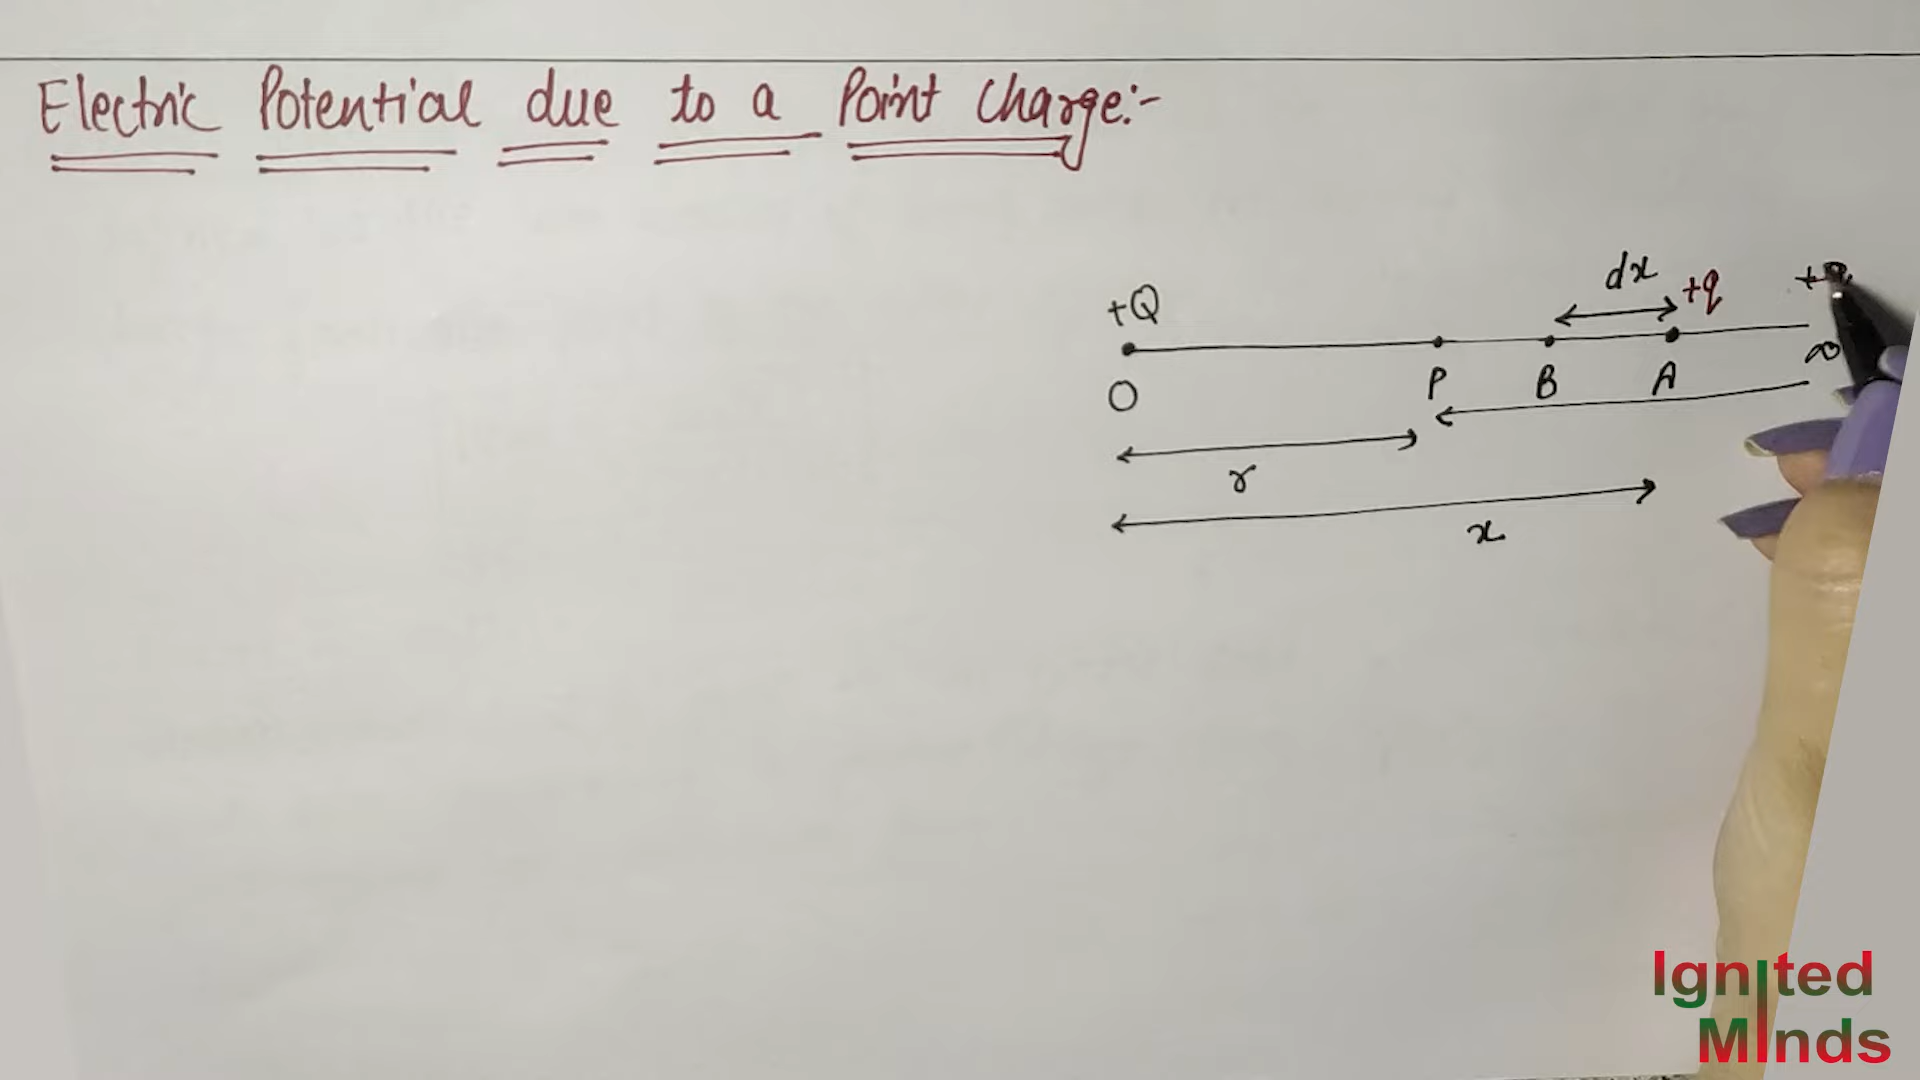 Electric Potential due to a Point Charge:-
dx
+Q +q
∞
O P B A
r
x
Ignited
Minds